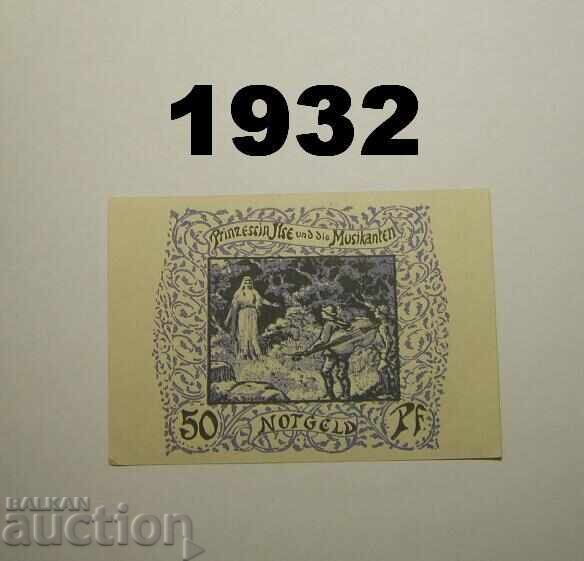 1932
Prinzessin Ilse und die Musikanten
50 NOTGELD Pf.
BALKAN
auction